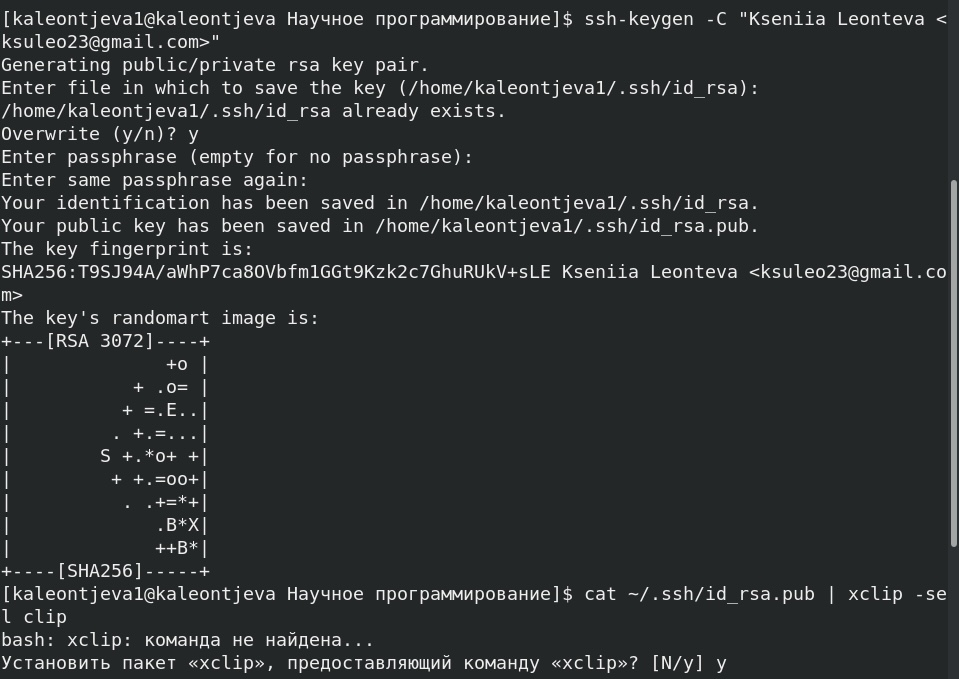 [kaleontjeva1@kaleontjeva Научное программирование]$ ssh-keygen -C "Kseniia Leonteva <
ksuleo23@gmail.com>"
Generating public/private rsa key pair.
Enter file in which to save the key (/home/kaleontjeva1/.ssh/id_rsa):
/home/kaleontjeva1/.ssh/id_rsa already exists.
Overwrite (y/n)? y
Enter passphrase (empty for no passphrase):
Enter same passphrase again:
Your identification has been saved in /home/kaleontjeva1/.ssh/id_rsa.
Your public key has been saved in /home/kaleontjeva1/.ssh/id_rsa.pub.
The key fingerprint is:
SHA256:T9SJ94A/aWhP7ca8OVbfm1GGt9Kzk2c7GhuRUkV+sLE Kseniia Leonteva <ksuleo23@gmail.co
m>
The key's randomart image is:
+---[RSA 3072]----+
|              +o |
|           + .o= |
|          + =.E..|
|         . +.=...|
|        S +.*o+ +|
|         + +.=oo+|
|          . .+=*+|
|             .B*X|
|             ++B*|
+----[SHA256]-----+
[kaleontjeva1@kaleontjeva Научное программирование]$ cat ~/.ssh/id_rsa.pub | xclip -se
l clip
bash: xclip: команда не найдена...
Установить пакет «xclip», предоставляющий команду «xclip»? [N/y] y